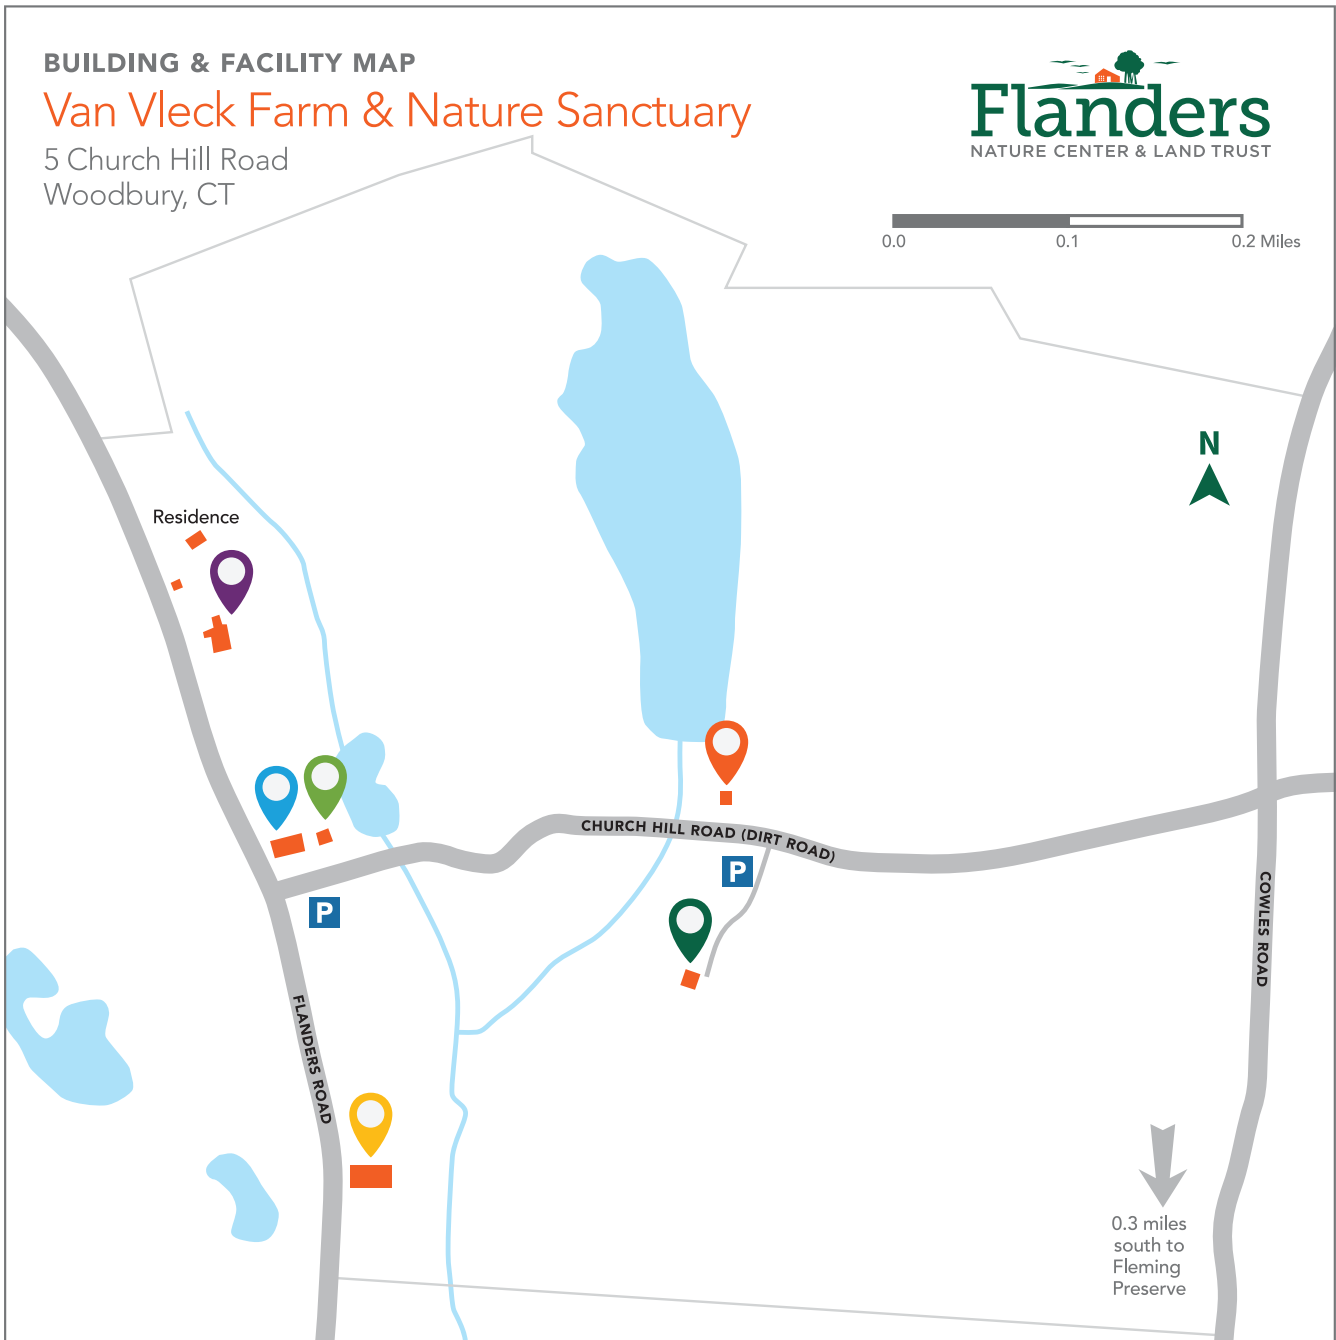 BUILDING & FACILITY MAP
Van Vleck Farm & Nature Sanctuary
5 Church Hill Road
Woodbury, CT
Flanders
NATURE CENTER & LAND TRUST
0.0 0.1 0.2 Miles
N
Residence
CHURCH HILL ROAD (DIRT ROAD)
P
P
COWLES ROAD
FLANDERS ROAD
0.3 miles
south to
Fleming
Preserve